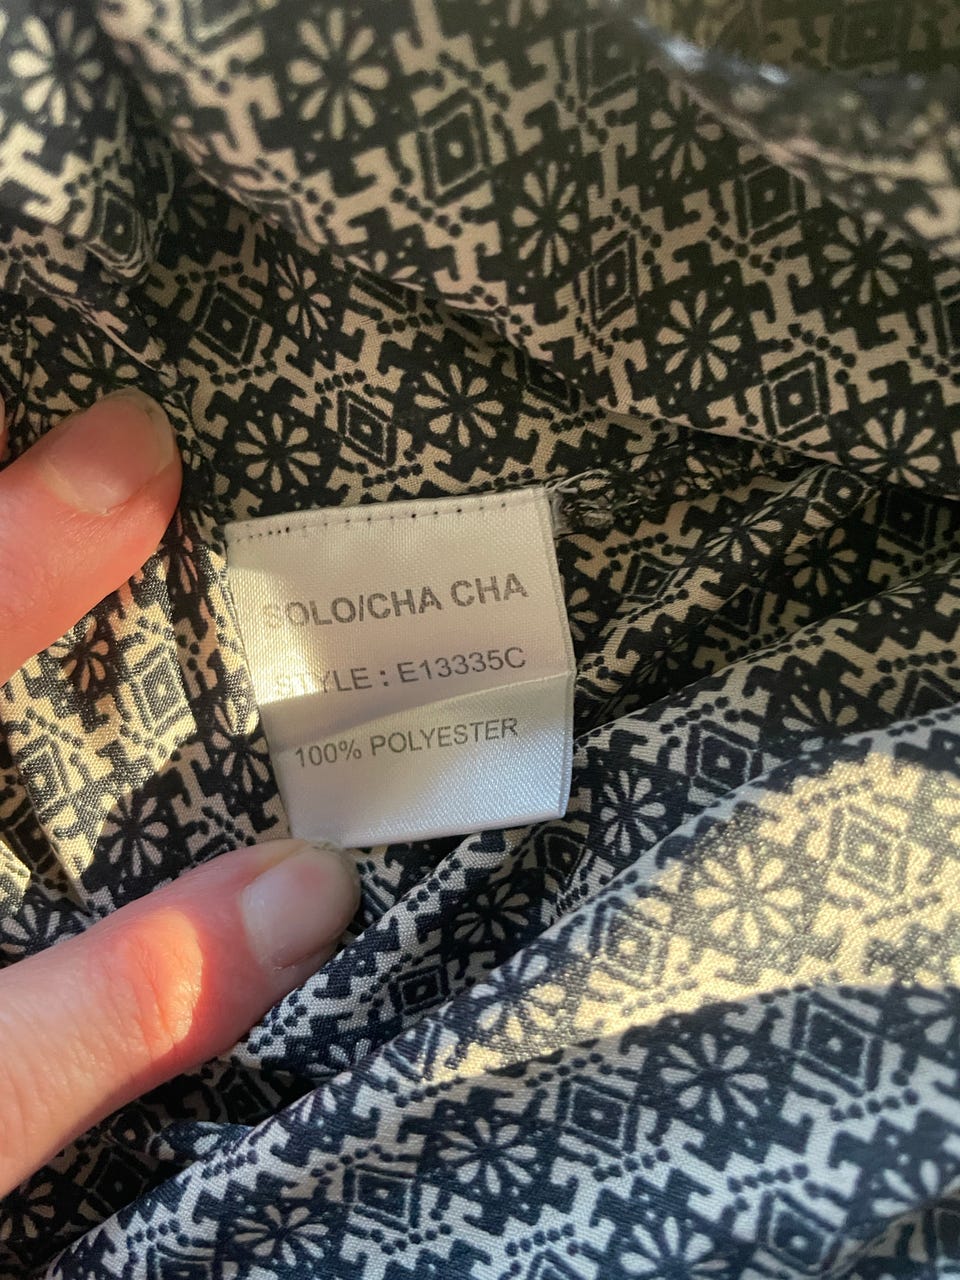 SOLO/CHA CHA
STYLE : E13335C
100% POLYESTER